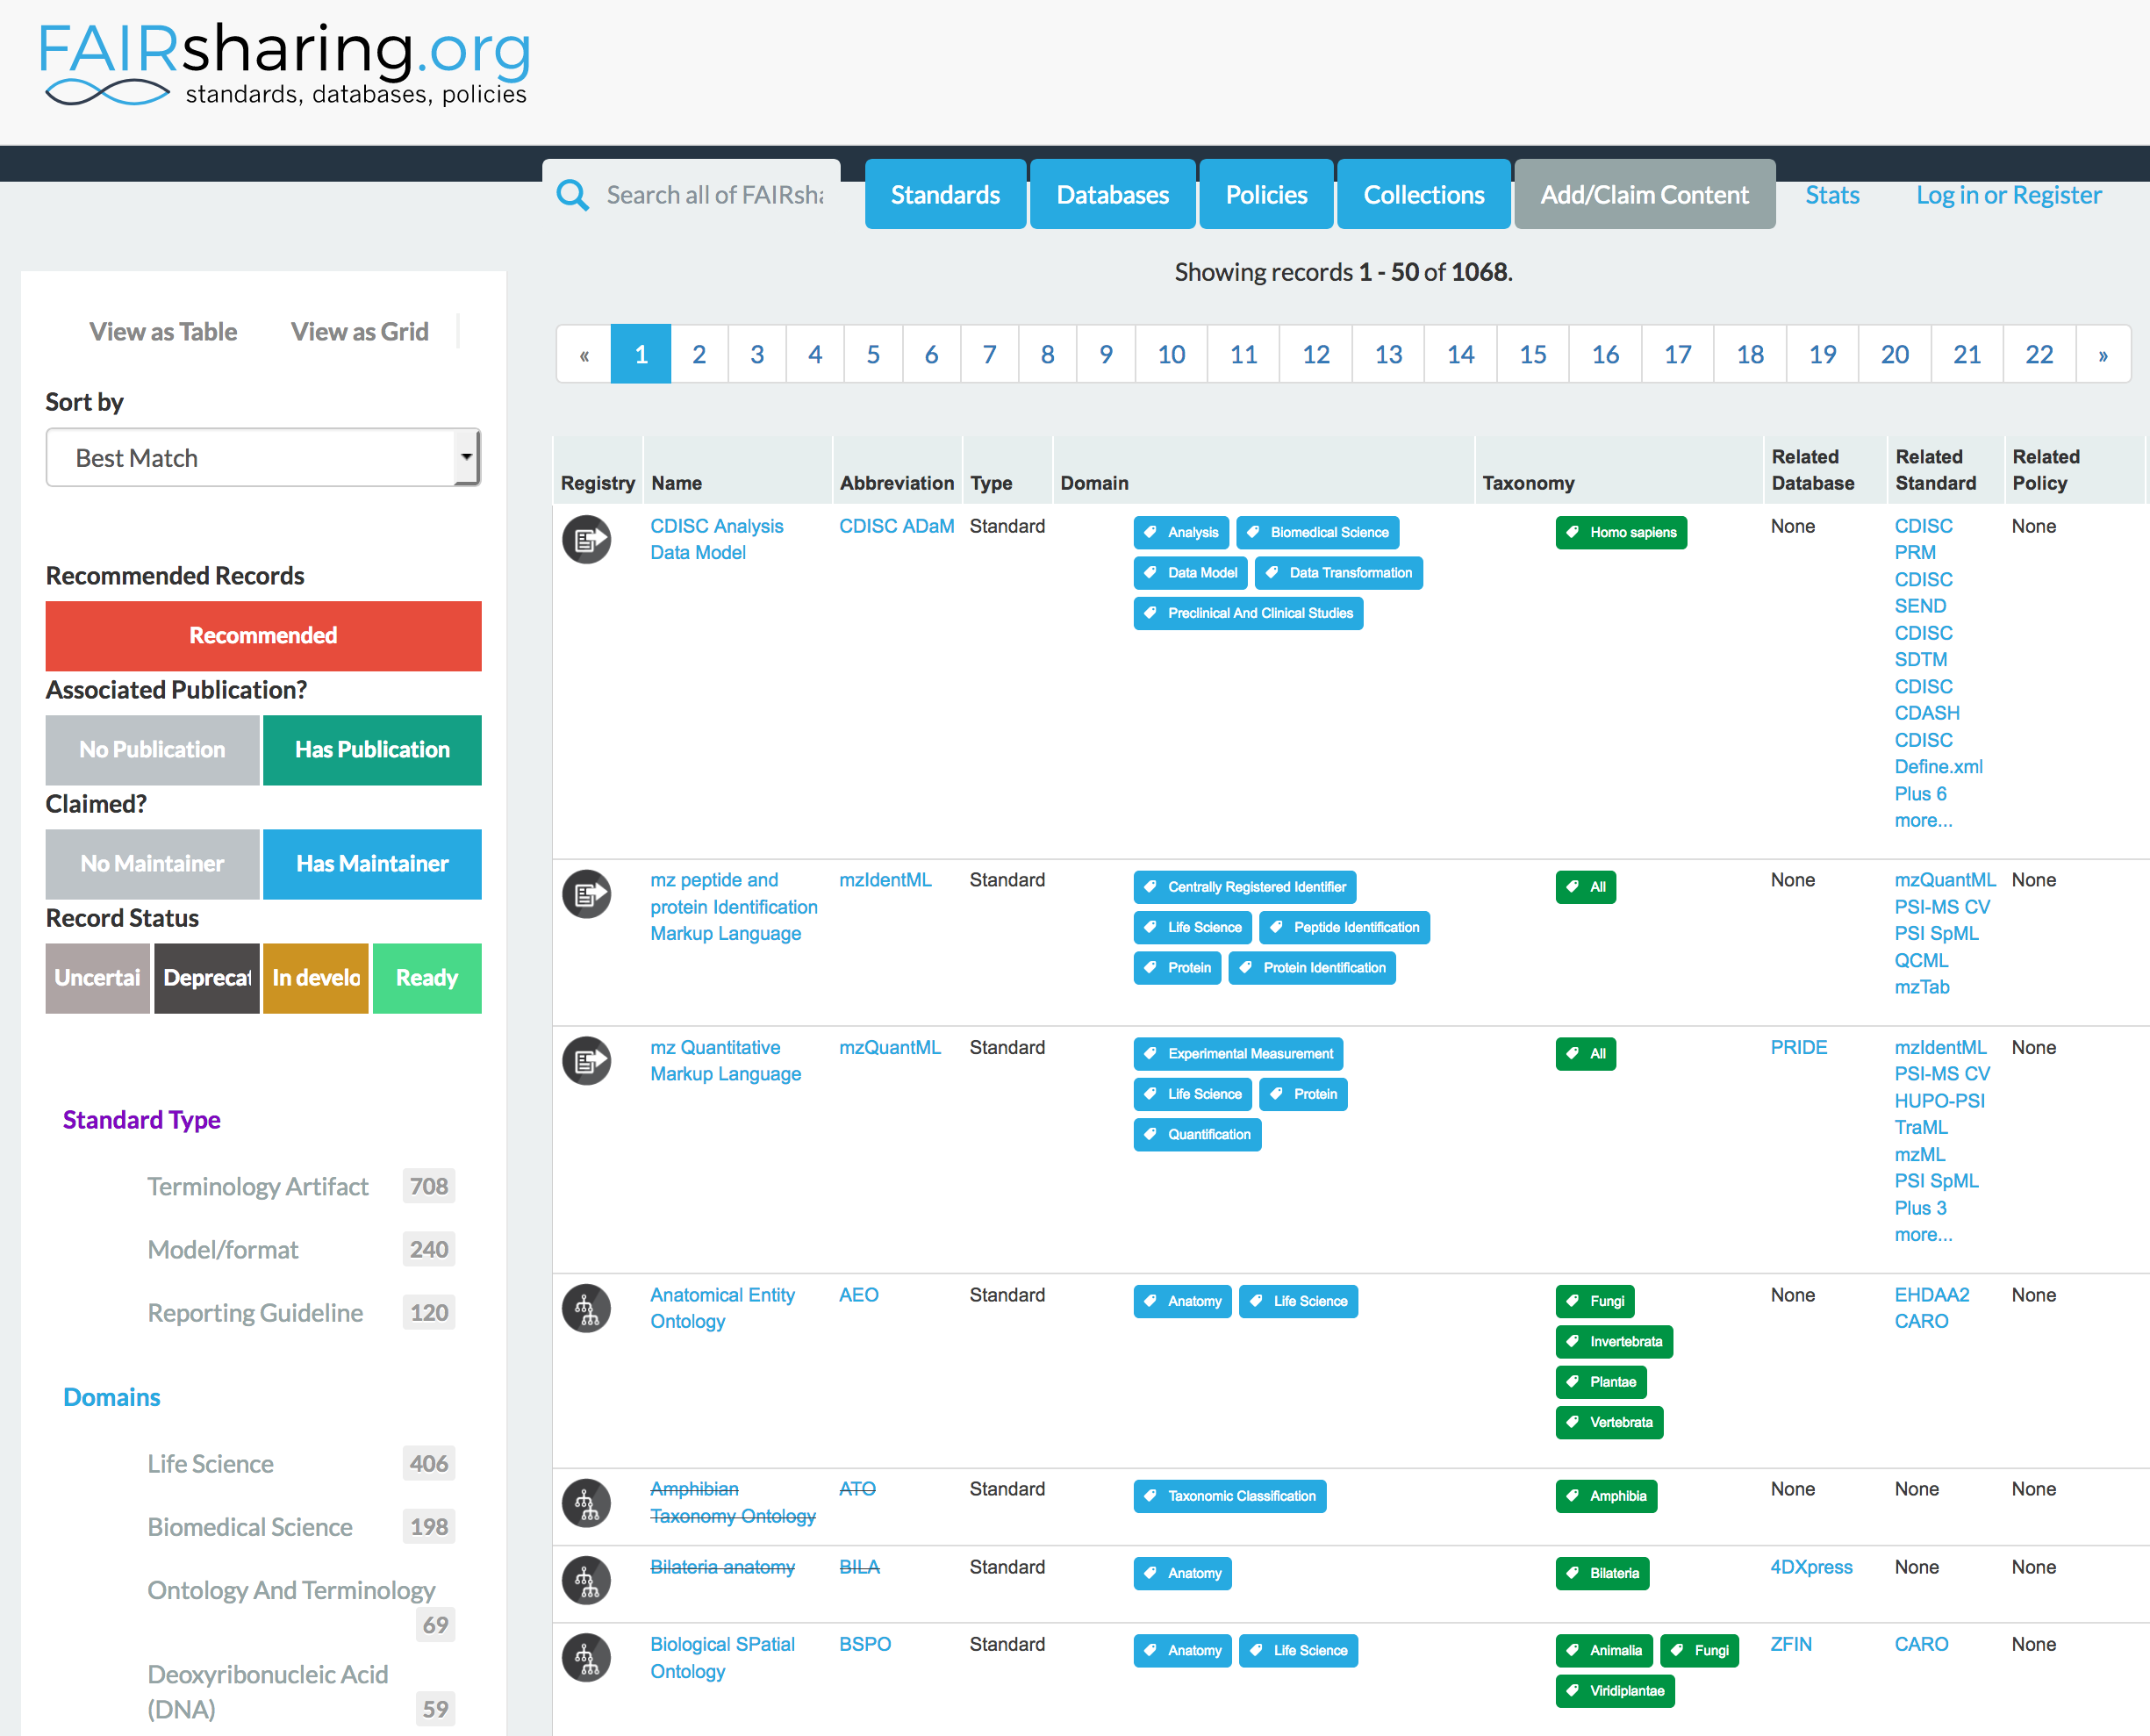 FAIRsharing.org
standards, databases, policies
Search all of FAIRsha
Standards
Databases
Policies
Collections
Add/Claim Content
Stats
Log in or Register
Showing records 1 - 50 of 1068.
« 1 2 3 4 5 6 7 8 9 10 11 12 13 14 15 16 17 18 19 20 21 22 »
View as Table
View as Grid
Sort by
Best Match
Recommended Records
Recommended
Associated Publication?
No Publication
Has Publication
Claimed?
No Maintainer
Has Maintainer
Record Status
Uncertai
Deprecat
In develo
Ready
Standard Type
Terminology Artifact 708
Model/format 240
Reporting Guideline 120
Domains
Life Science 406
Biomedical Science 198
Ontology And Terminology
69
Deoxyribonucleic Acid
(DNA) 59
Registry
Name
Abbreviation
Type
Domain
Taxonomy
Related
Database
Related
Standard
Related
Policy
CDISC Analysis
Data Model
CDISC ADaM
Standard
Analysis
Biomedical Science
Data Model
Data Transformation
Preclinical And Clinical Studies
Homo sapiens
None
CDISC
PRM
CDISC
SEND
CDISC
SDTM
CDISC
CDASH
CDISC
Define.xml
Plus 6
more...
None
mz peptide and
protein Identification
Markup Language
mzIdentML
Standard
Centrally Registered Identifier
Life Science
Peptide Identification
Protein
Protein Identification
All
None
mzQuantML
PSI-MS CV
PSI SpML
QCML
mzTab
None
mz Quantitative
Markup Language
mzQuantML
Standard
Experimental Measurement
Life Science
Protein
Quantification
All
PRIDE
mzIdentML
PSI-MS CV
HUPO-PSI
TraML
mzML
PSI SpML
Plus 3
more...
None
Anatomical Entity
Ontology
AEO
Standard
Anatomy
Life Science
Fungi
Invertebrata
Plantae
Vertebrata
None
EHDAA2
CARO
None
Amphibian
Taxonomy Ontology
ATO
Standard
Taxonomic Classification
Amphibia
None
None
None
Bilateria anatomy
BILA
Standard
Anatomy
Bilateria
4DXpress
None
None
Biological SPatial
Ontology
BSPO
Standard
Anatomy
Life Science
Animalia
Fungi
Viridiplantae
ZFIN
CARO
None